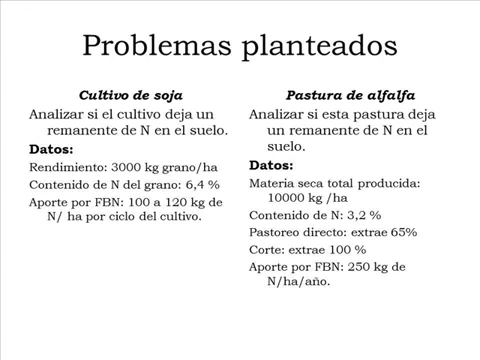 Problemas planteados
Cultivo de soja
Analizar si el cultivo deja un
remanente de N en el suelo.
Datos:
Rendimiento: 3000 kg grano/ha
Contenido de N del grano: 6,4 %
Aporte por FBN: 100 a 120 kg de
N/ ha por ciclo del cultivo.
Pastura de alfalfa
Analizar si esta pastura deja
un remanente de N en el
suelo.
Datos:
Materia seca total producida:
10000 kg /ha
Contenido de N: 3,2 %
Pastoreo directo: extrae 65%
Corte: extrae 100 %
Aporte por FBN: 250 kg de
N/ha/año.